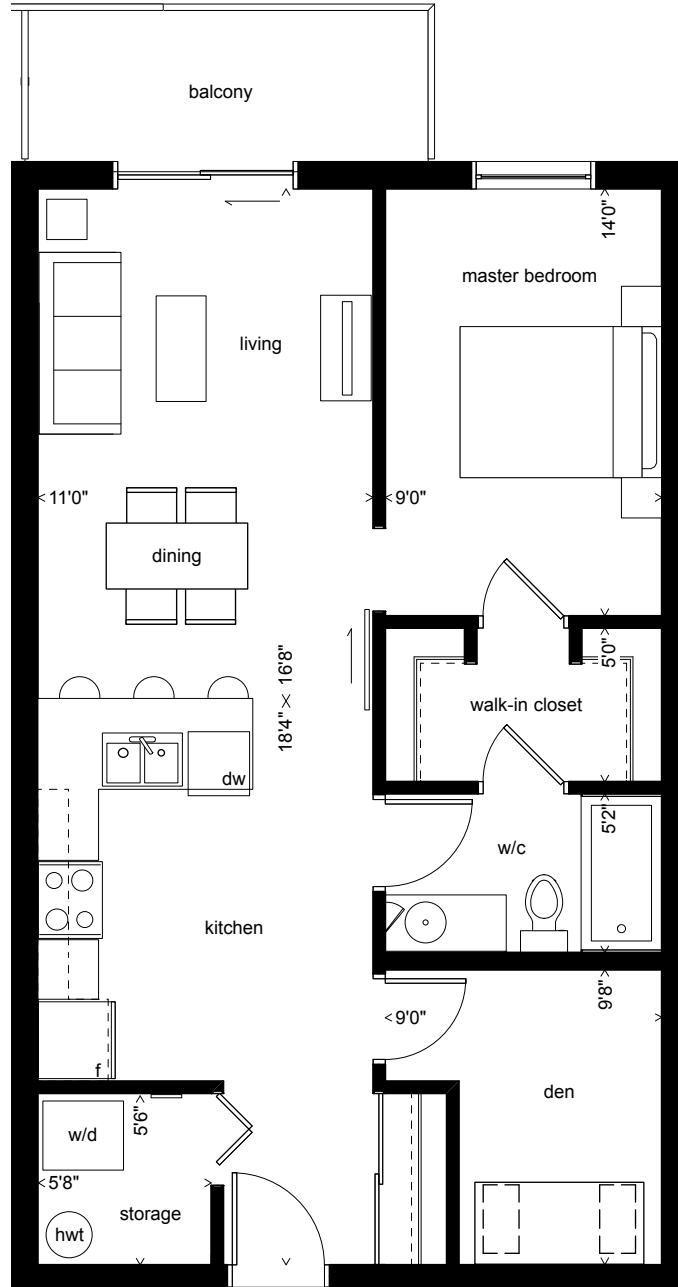 balcony
14'0"
master bedroom
living
11'0"
9'0"
dining
16'8"
18'4"
5'0"
walk-in closet
dw
5'2"
w/c
kitchen
9'8"
9'0"
f
den
w/d
5'6"
5'8"
storage
hwt